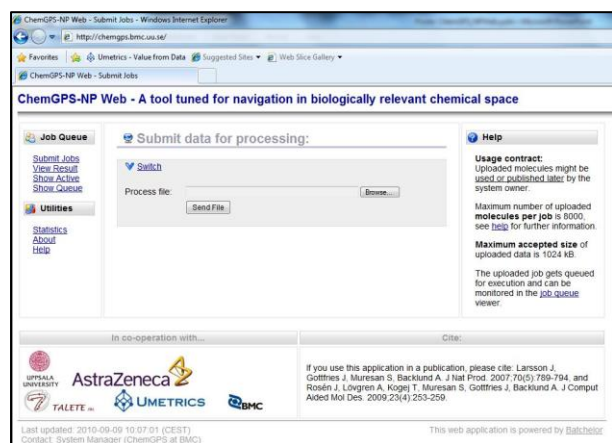 ChemGPS-NP Web - Submit Jobs - Windows Internet Explorer
http://chemgps.bmc.uu.se/
Favorites Umetrics - Value from Data Suggested Sites Web Slice Gallery
ChemGPS-NP Web - Submit Jobs
ChemGPS-NP Web - A tool tuned for navigation in biologically relevant chemical space
Job Queue
Submit Jobs
View Result
Show Active
Show Queue
Utilities
Statistics
About
Help
Submit data for processing:
Switch
Process file: Browse...
Send File
Help
Usage contract:
Uploaded molecules might be
used or published later by the
system owner.
Maximum number of uploaded
molecules per job is 8000,
see help for further information.
Maximum accepted size of
uploaded data is 1024 kB.
The uploaded job gets queued
for execution and can be
monitored in the job queue
viewer.
In co-operation with...
UPPSALA
UNIVERSITY
AstraZeneca
TALETE
UMETRICS
BMC
Cite:
If you use this application in a publication, please cite: Larsson J,
Gottfries J, Muresan S, Backlund A. J Nat Prod. 2007;70(5):789-794, and
Rosén J, Lövgren A, Kogej T, Muresan S, Gottfries J, Backlund A. J Comput
Aided Mol Des. 2009;23(4):253-259.
Last updated: 2010-09-09 10:07:01 (CEST)
Contact: System Manager (ChemGPS at BMC)
This web application is powered by Batchelor